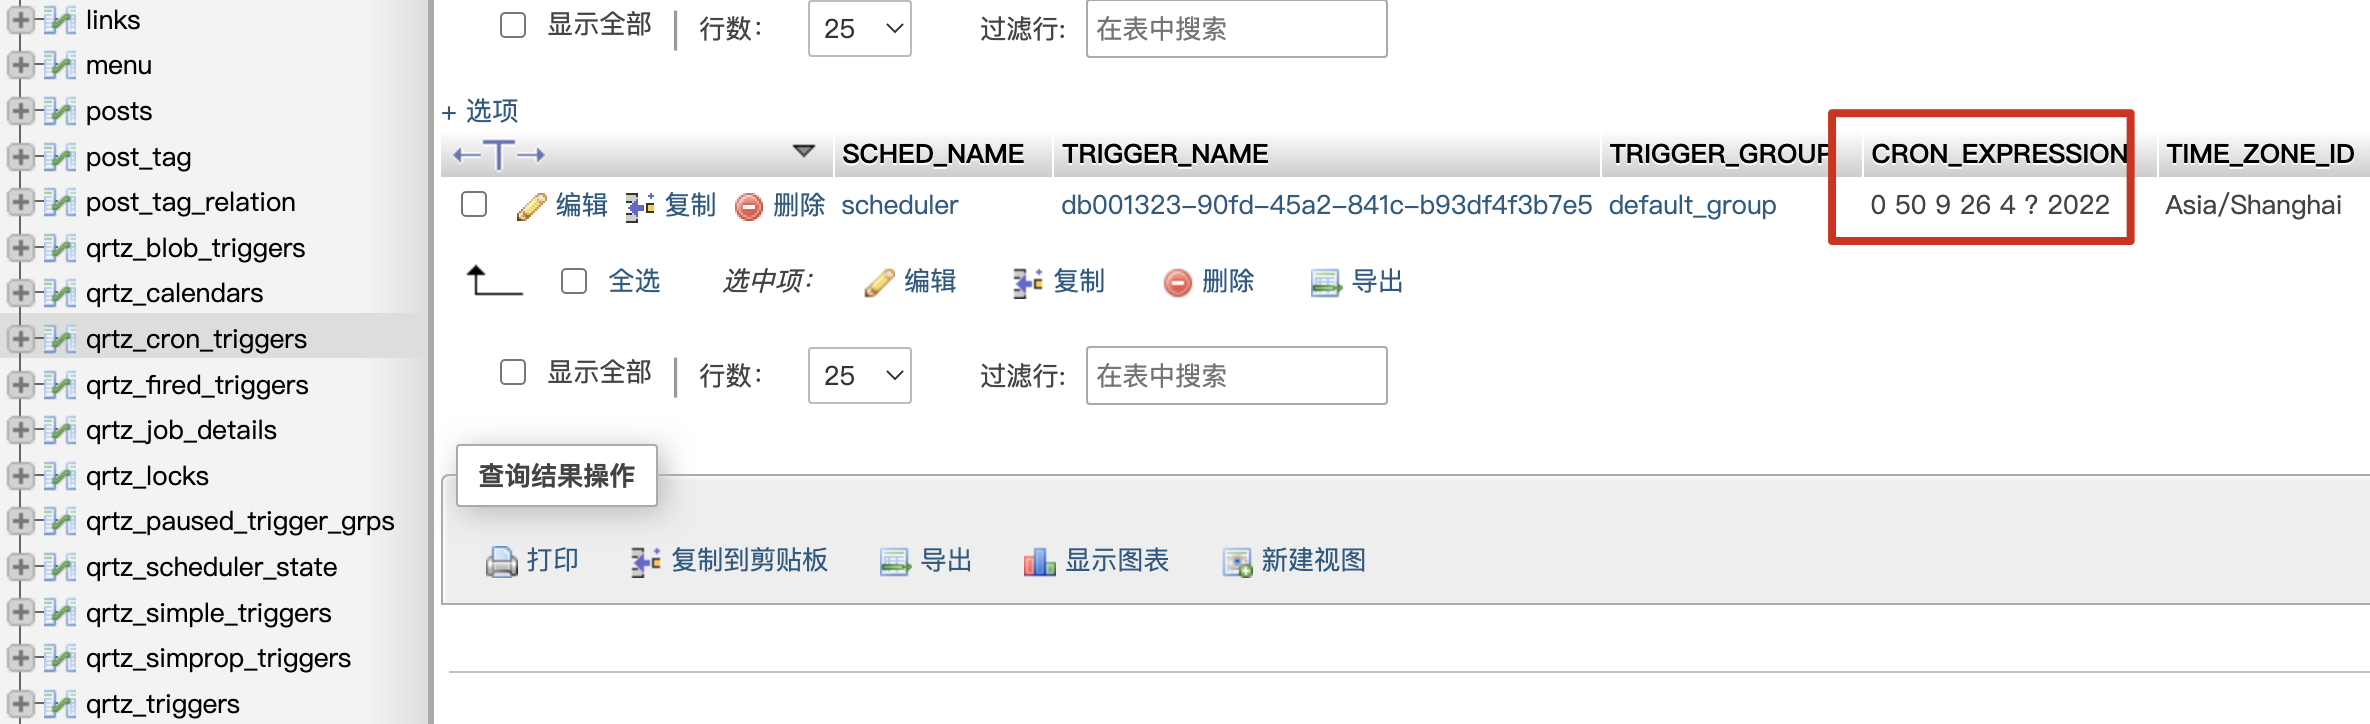 links
menu
posts
post_tag
post_tag_relation
qrtz_blob_triggers
qrtz_calendars
qrtz_cron_triggers
qrtz_fired_triggers
qrtz_job_details
qrtz_locks
qrtz_paused_trigger_grps
qrtz_scheduler_state
qrtz_simple_triggers
qrtz_simprop_triggers
qrtz_triggers
显示全部 行数： 25 过滤行: 在表中搜索
+ 选项
←T→ SCHED_NAME TRIGGER_NAME TRIGGER_GROUP CRON_EXPRESSION TIME_ZONE_ID
编辑 复制 删除 scheduler db001323-90fd-45a2-841c-b93df4f3b7e5 default_group 0 50 9 26 4 ? 2022 Asia/Shanghai
全选 选中项： 编辑 复制 删除 导出
显示全部 行数： 25 过滤行: 在表中搜索
查询结果操作
打印 复制到剪贴板 导出 显示图表 新建视图